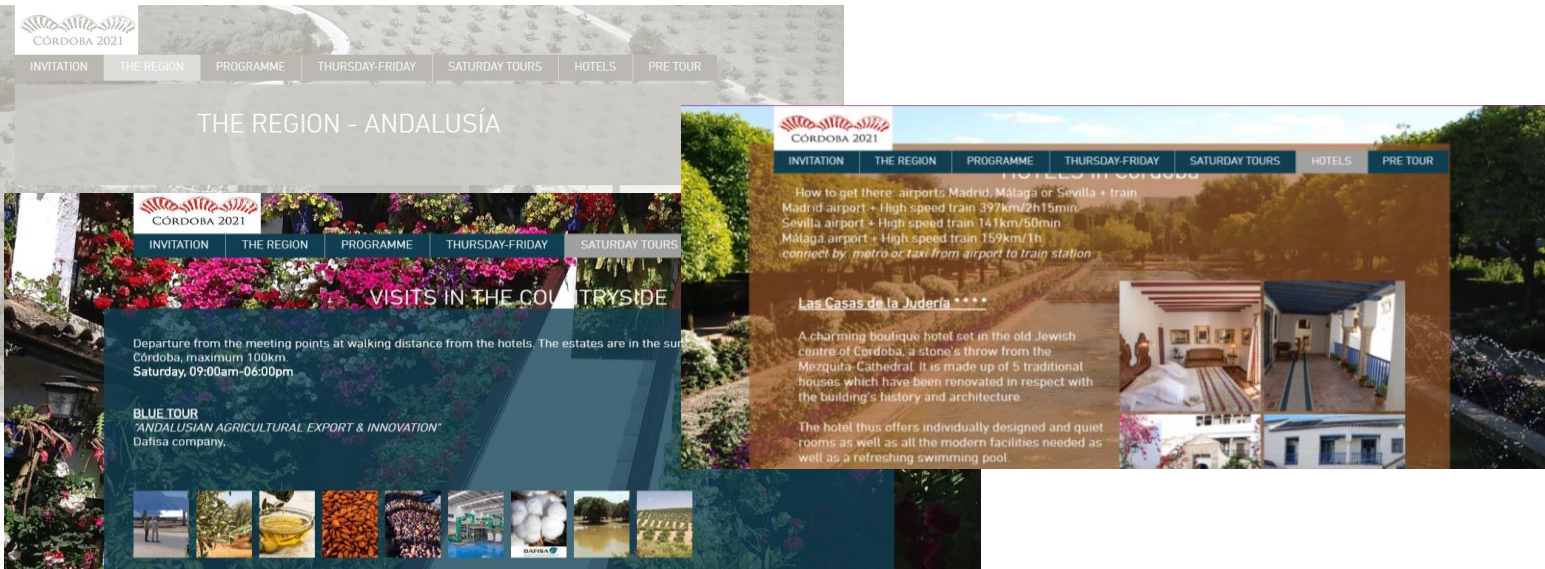 CÓRDOBA 2021
INVITATION THE REGION PROGRAMME THURSDAY-FRIDAY SATURDAY TOURS HOTELS PRE TOUR
THE REGION - ANDALUSÍA
CÓRDOBA 2021
INVITATION THE REGION PROGRAMME THURSDAY-FRIDAY SATURDAY TOURS
VISITS IN THE COUNTRYSIDE
Departure from the meeting points at walking distance from the hotels. The estates are in the
Córdoba, maximum 100km.
Saturday, 09:00am-06:00pm
BLUE TOUR
"ANDALUSIAN AGRICULTURAL EXPORT & INNOVATION"
Dafisa company,
DAFISA
CÓRDOBA 2021
INVITATION THE REGION PROGRAMME THURSDAY-FRIDAY SATURDAY TOURS HOTELS PRE TOUR
HOTELS in Cordoba
How to get there: airports Madrid, Málaga or Sevilla + train
Madrid airport + High speed train 397km/2h15min
Sevilla airport + High speed train 141km/50min
Málaga airport + High speed train 159km/1h
connect by metro or taxi from airport to train station
Las Casas de la Judería ****
A charming boutique hotel set in the old Jewish
centre of Cordoba, a stone's throw from the
Mezquita-Cathedral. It is made up of 5 traditional
houses which have been renovated in respect with
the building's history and architecture.
The hotel thus offers individually designed and quiet
rooms as well as all the modern facilities needed as
well as a refreshing swimming pool.